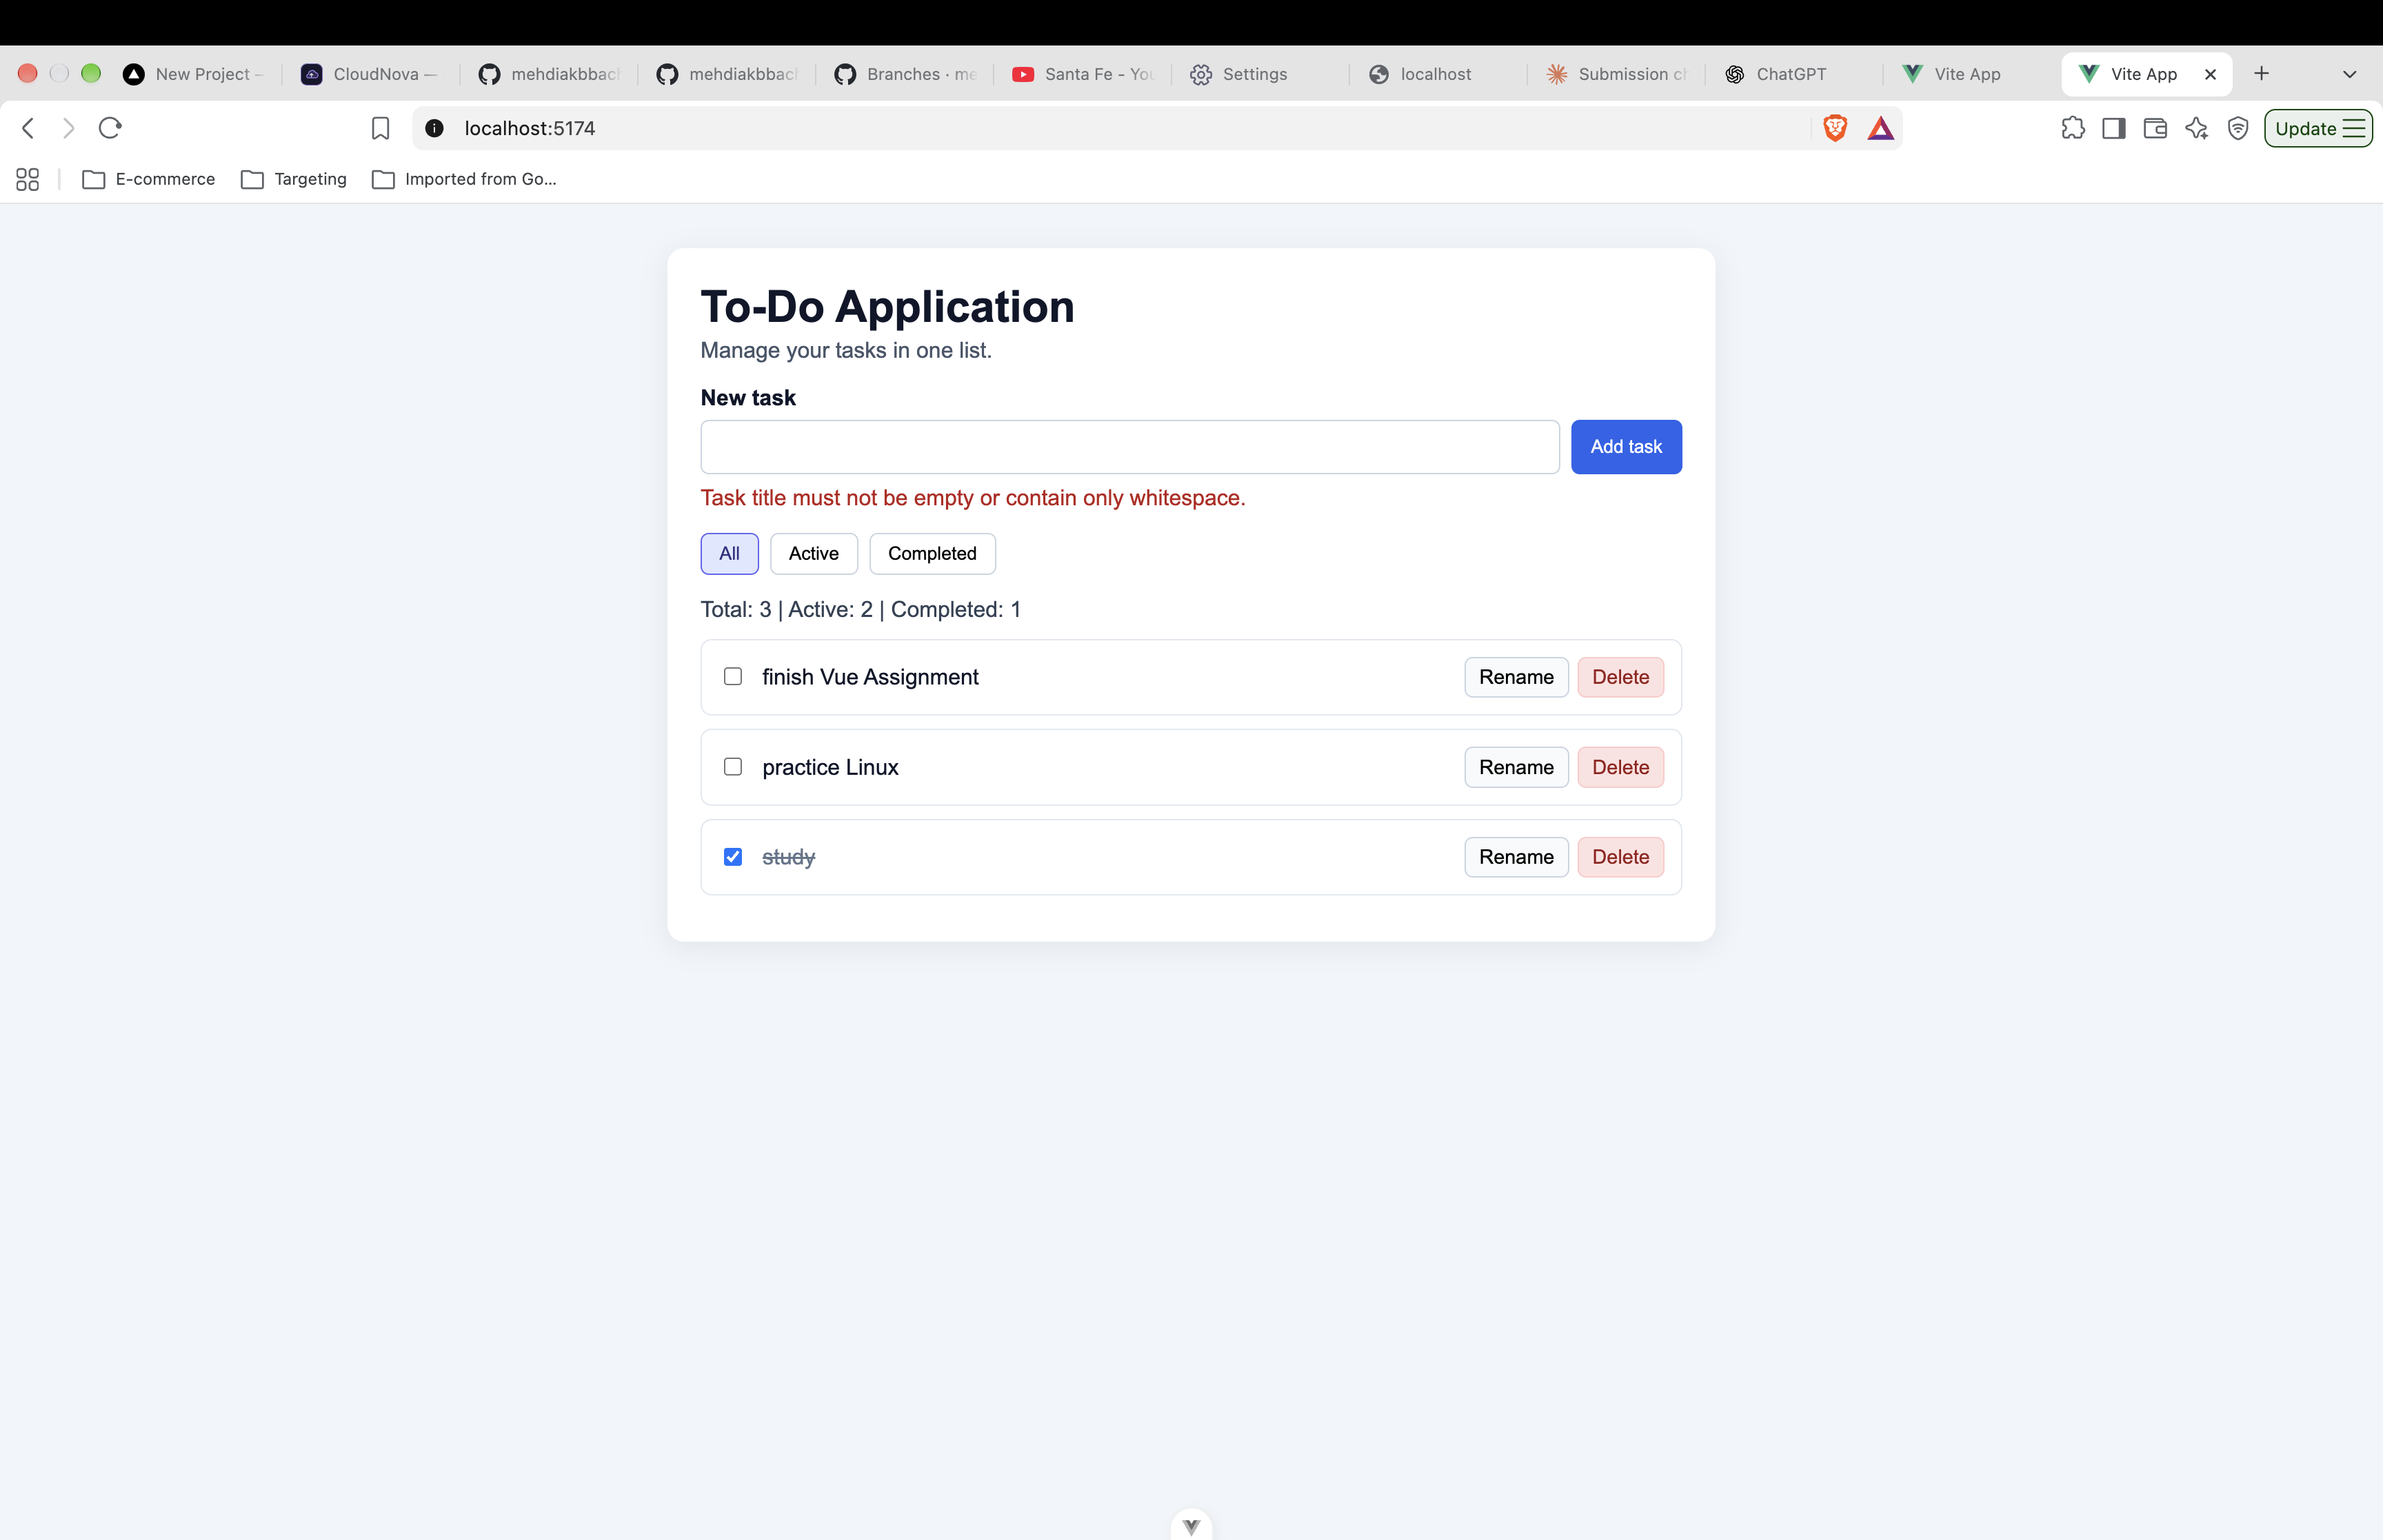 New Project – CloudNova — mehdiakbbach mehdiakbbach Branches · me Santa Fe - You Settings localhost Submission ch ChatGPT Vite App Vite App
localhost:5174 Update
E-commerce Targeting Imported from Go...
To-Do Application
Manage your tasks in one list.
New task
Add task
Task title must not be empty or contain only whitespace.
All Active Completed
Total: 3 | Active: 2 | Completed: 1
finish Vue Assignment Rename Delete
practice Linux Rename Delete
study Rename Delete